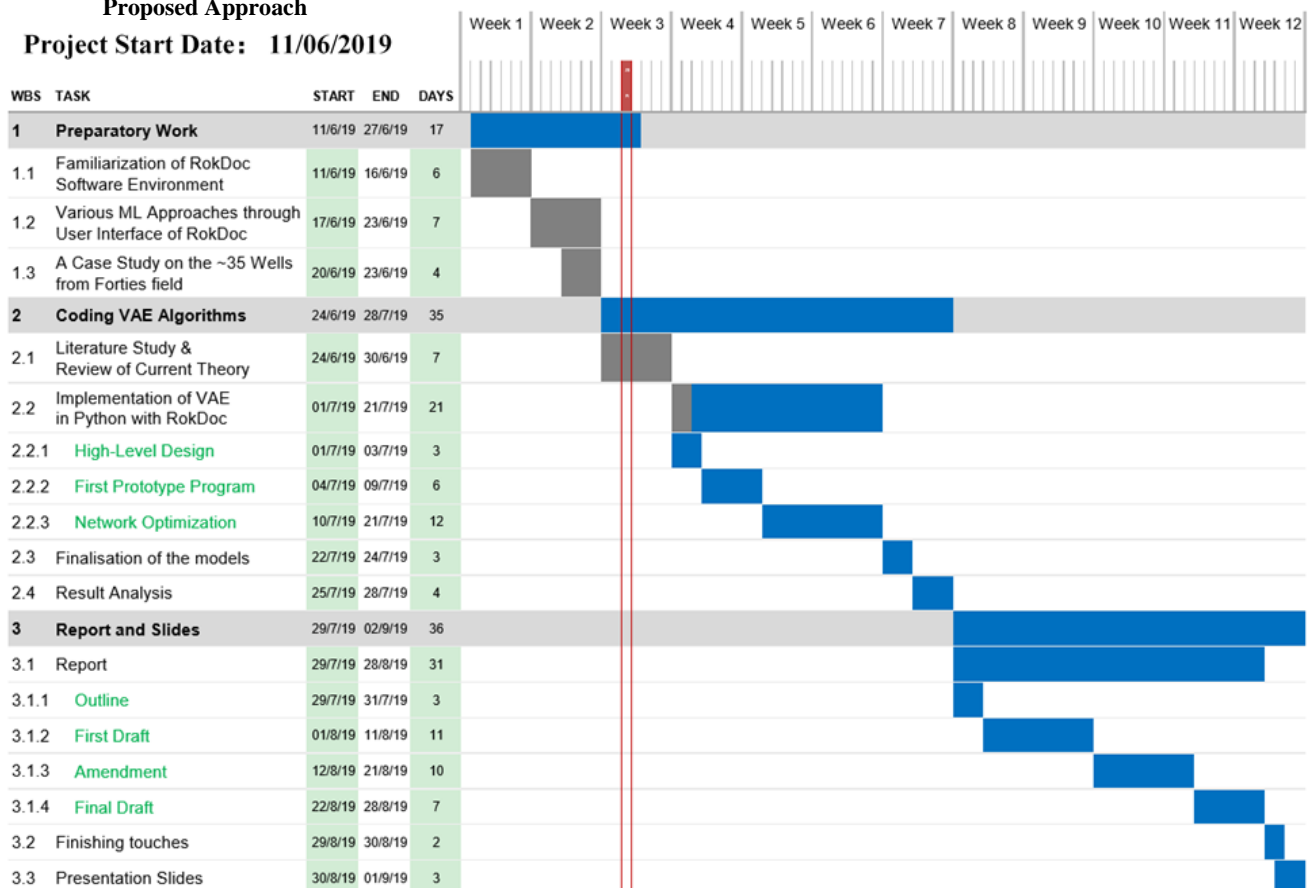 Proposed Approach
Project Start Date: 11/06/2019
Week 1 Week 2 Week 3 Week 4 Week 5 Week 6 Week 7 Week 8 Week 9 Week 10 Week 11 Week 12
WBS TASK START END DAYS
1 Preparatory Work 11/6/19 27/6/19 17
1.1 Familiarization of RokDoc
Software Environment 11/6/19 16/6/19 6
1.2 Various ML Approaches through
User Interface of RokDoc 17/6/19 23/6/19 7
1.3 A Case Study on the ~35 Wells
from Forties field 20/6/19 23/6/19 4
2 Coding VAE Algorithms 24/6/19 28/7/19 35
2.1 Literature Study &
Review of Current Theory 24/6/19 30/6/19 7
2.2 Implementation of VAE
in Python with RokDoc 01/7/19 21/7/19 21
2.2.1 High-Level Design 01/7/19 03/7/19 3
2.2.2 First Prototype Program 04/7/19 09/7/19 6
2.2.3 Network Optimization 10/7/19 21/7/19 12
2.3 Finalisation of the models 22/7/19 24/7/19 3
2.4 Result Analysis 25/7/19 28/7/19 4
3 Report and Slides 29/7/19 02/9/19 36
3.1 Report 29/7/19 28/8/19 31
3.1.1 Outline 29/7/19 31/7/19 3
3.1.2 First Draft 01/8/19 11/8/19 11
3.1.3 Amendment 12/8/19 21/8/19 10
3.1.4 Final Draft 22/8/19 28/8/19 7
3.2 Finishing touches 29/8/19 30/8/19 2
3.3 Presentation Slides 30/8/19 01/9/19 3